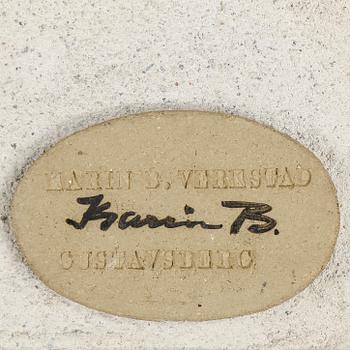 KARIN B. VERKSTAD
Karin B.
GUSTAVSBERG